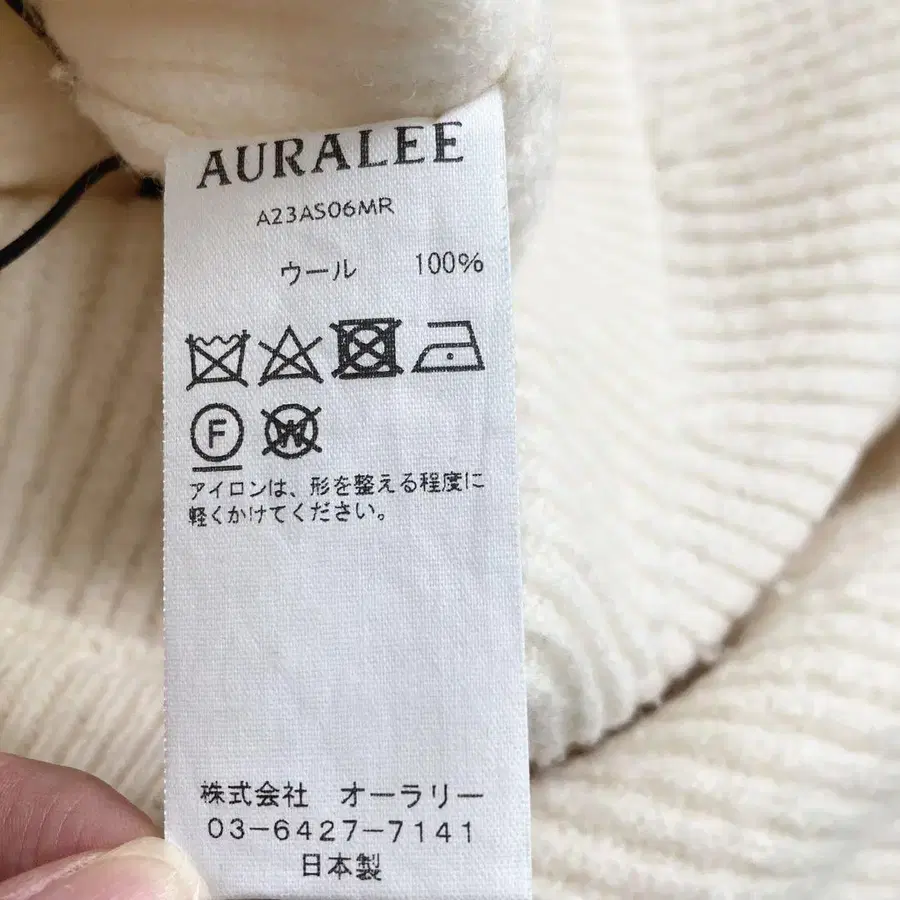 AURALEE
A23AS06MR
ウール 100%
F W
アイロンは、形を整える程度に
軽くかけてください。
株式会社 オーラリー
03-6427-7141
日本製